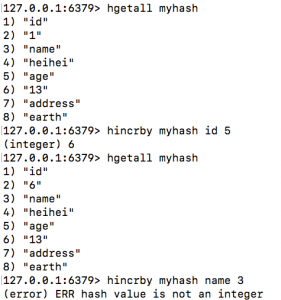 127.0.0.1:6379> hgetall myhash
1) "id"
2) "1"
3) "name"
4) "heihei"
5) "age"
6) "13"
7) "address"
8) "earth"
127.0.0.1:6379> hincrby myhash id 5
(integer) 6
127.0.0.1:6379> hgetall myhash
1) "id"
2) "6"
3) "name"
4) "heihei"
5) "age"
6) "13"
7) "address"
8) "earth"
127.0.0.1:6379> hincrby myhash name 3
(error) ERR hash value is not an integer